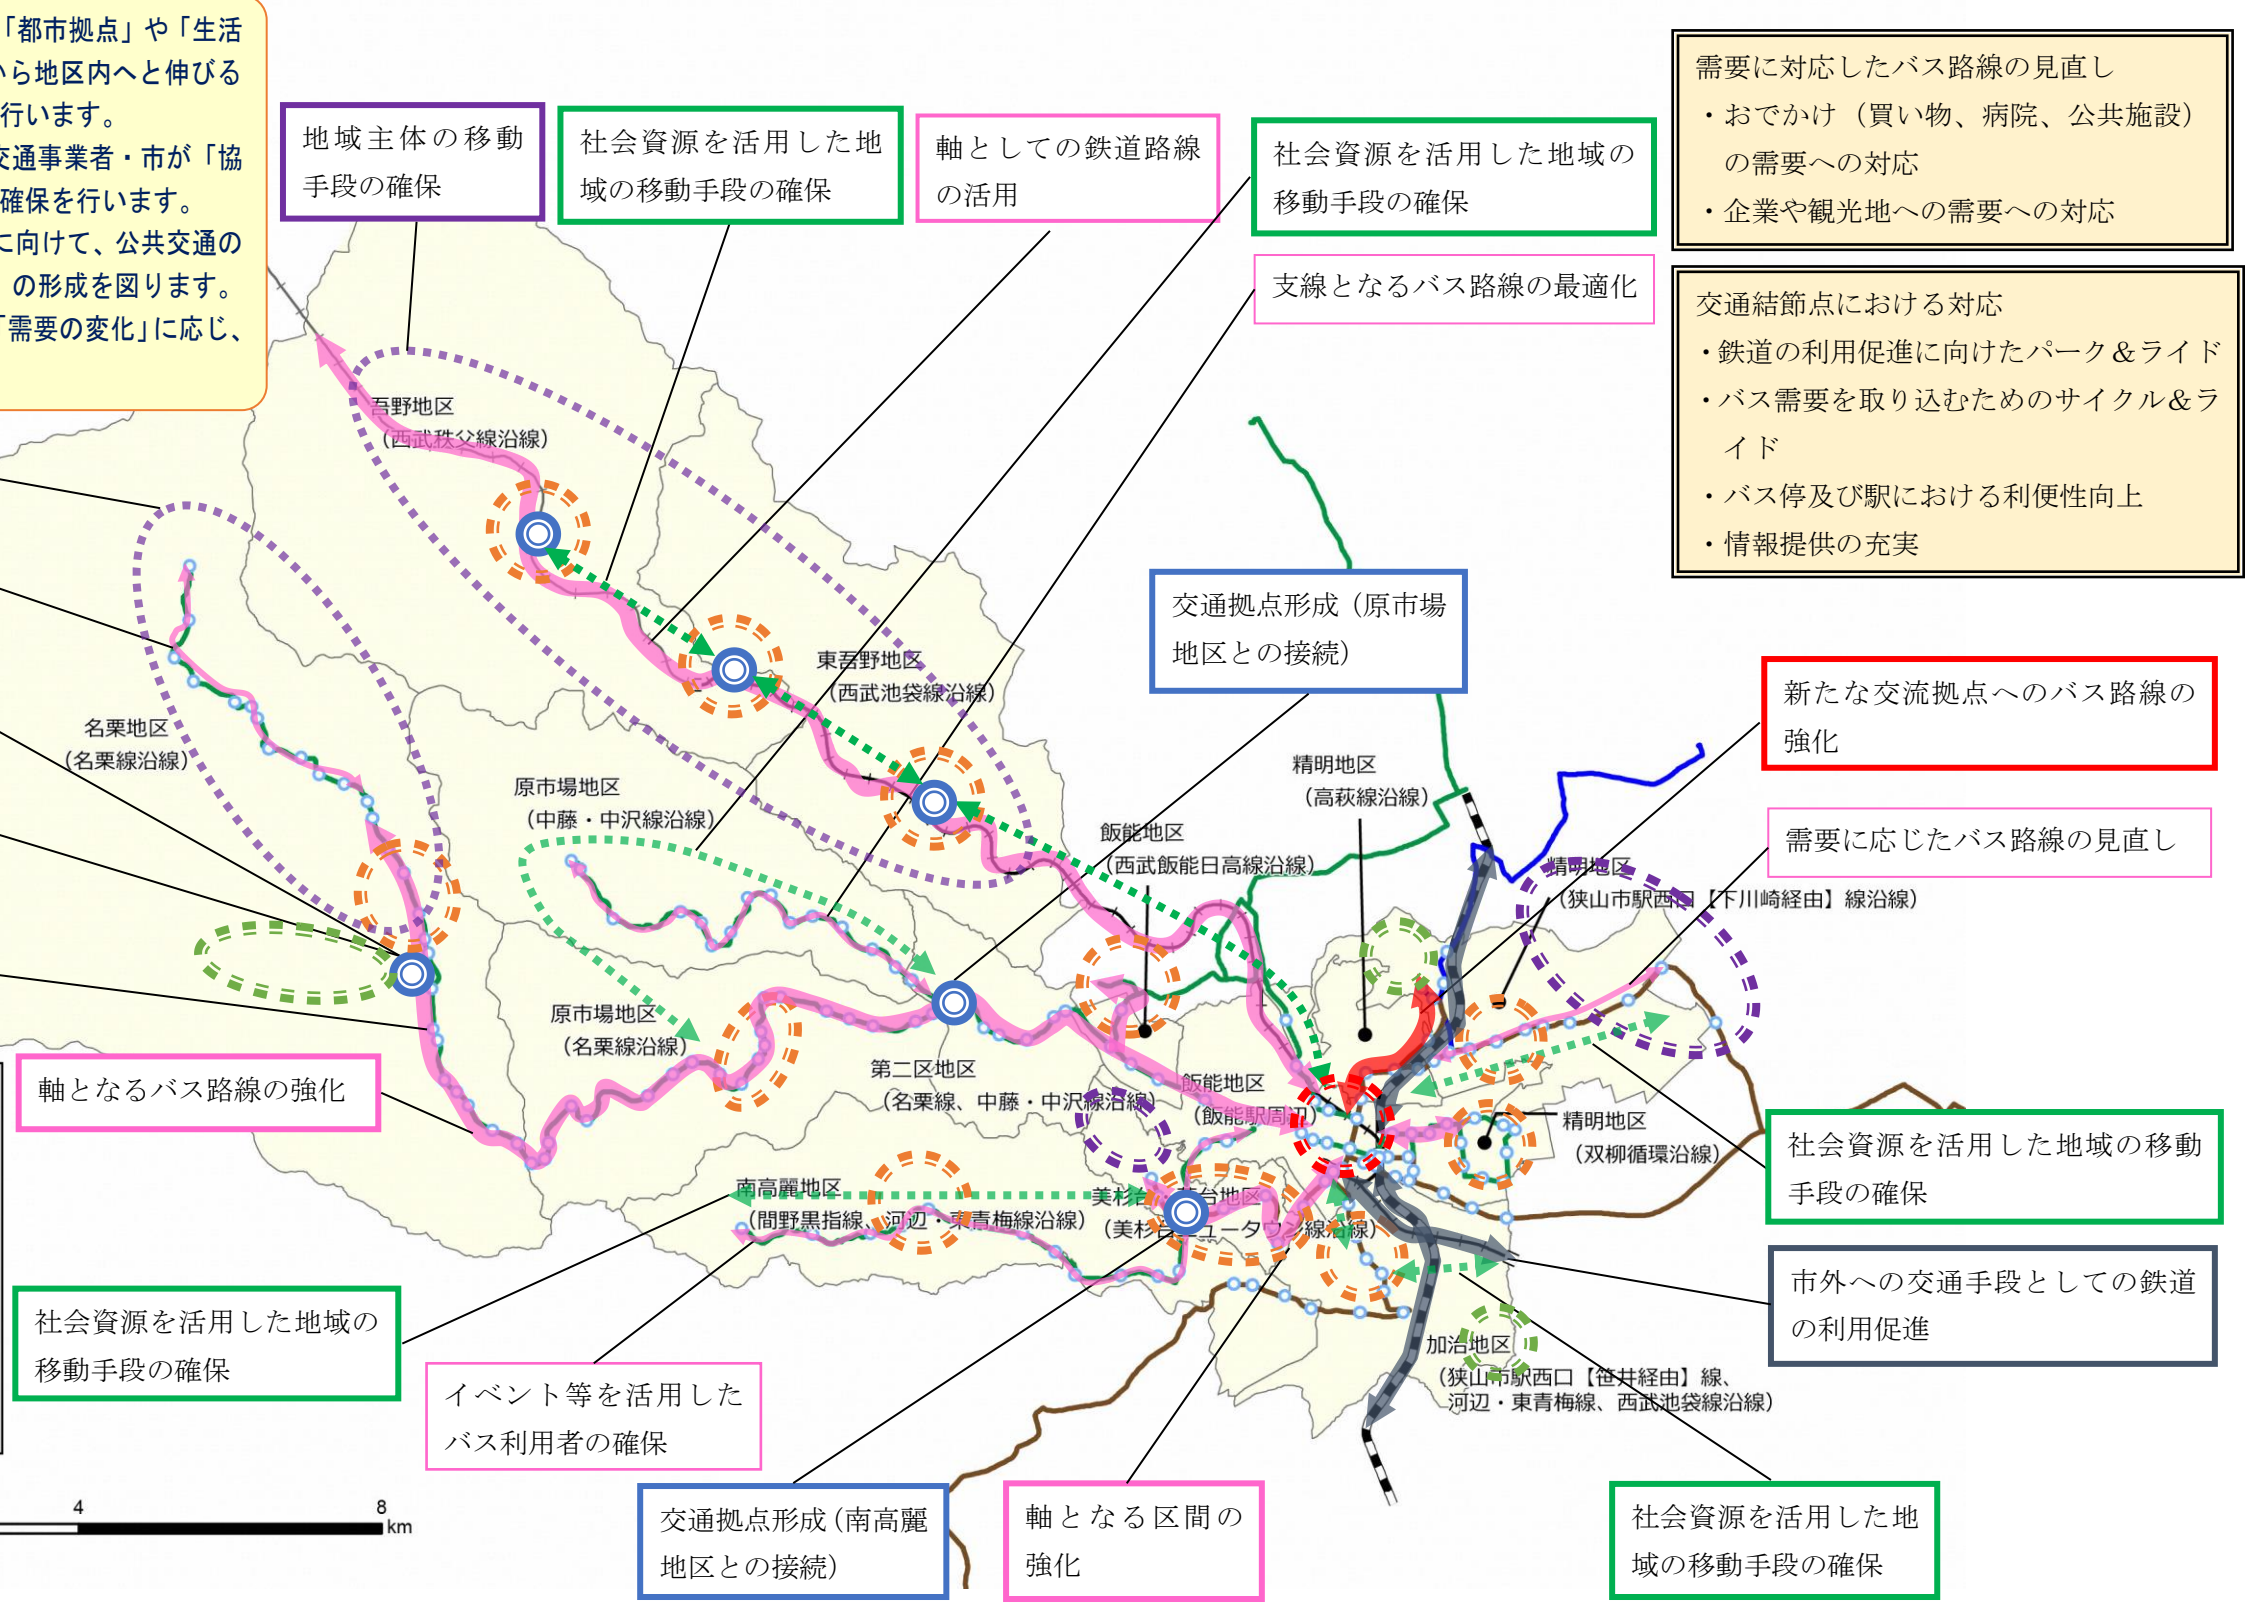 「都市拠点」や「生活
ら地区内へと伸びる
行います。
交通事業者・市が「協
確保を行います。
に向けて、公共交通の
の形成を図ります。
「需要の変化」に応じ、
地域主体の移動
手段の確保
社会資源を活用した地
域の移動手段の確保
軸としての鉄道路線
の活用
社会資源を活用した地域の
移動手段の確保
支線となるバス路線の最適化
需要に対応したバス路線の見直し
・おでかけ（買い物、病院、公共施設）
の需要への対応
・企業や観光地への需要への対応
交通結節点における対応
・鉄道の利用促進に向けたパーク&ライド
・バス需要を取り込むためのサイクル&ラ
イド
・バス停及び駅における利便性向上
・情報提供の充実
吾野地区
（西武秩父線沿線）
交通拠点形成（原市場
地区との接続）
東吾野地区
（西武池袋線沿線）
新たな交流拠点へのバス路線の
強化
名栗地区
（名栗線沿線）
原市場地区
（中藤・中沢線沿線）
精明地区
（高萩線沿線）
飯能地区
（西武飯能日高線沿線）
需要に応じたバス路線の見直し
精明地区
（狭山市駅西口【下川崎経由】線沿線）
原市場地区
（名栗線沿線）
第二区地区
（名栗線、中藤・中沢線沿線）
飯能地区
（飯能駅周辺）
軸となるバス路線の強化
精明地区
（双柳循環沿線）
社会資源を活用した地域の移動
手段の確保
南高麗地区
（間野黒指線、河辺・東青梅線沿線）
美杉台・
台地区
（美杉台ニュータウン線沿線）
市外への交通手段としての鉄道
の利用促進
社会資源を活用した地域の
移動手段の確保
加治地区
（狭山市駅西口【笹井経由】線、
河辺・東青梅線、西武池袋線沿線）
イベント等を活用した
バス利用者の確保
交通拠点形成（南高麗
地区との接続）
軸となる区間の
強化
社会資源を活用した地
域の移動手段の確保
4 8
km